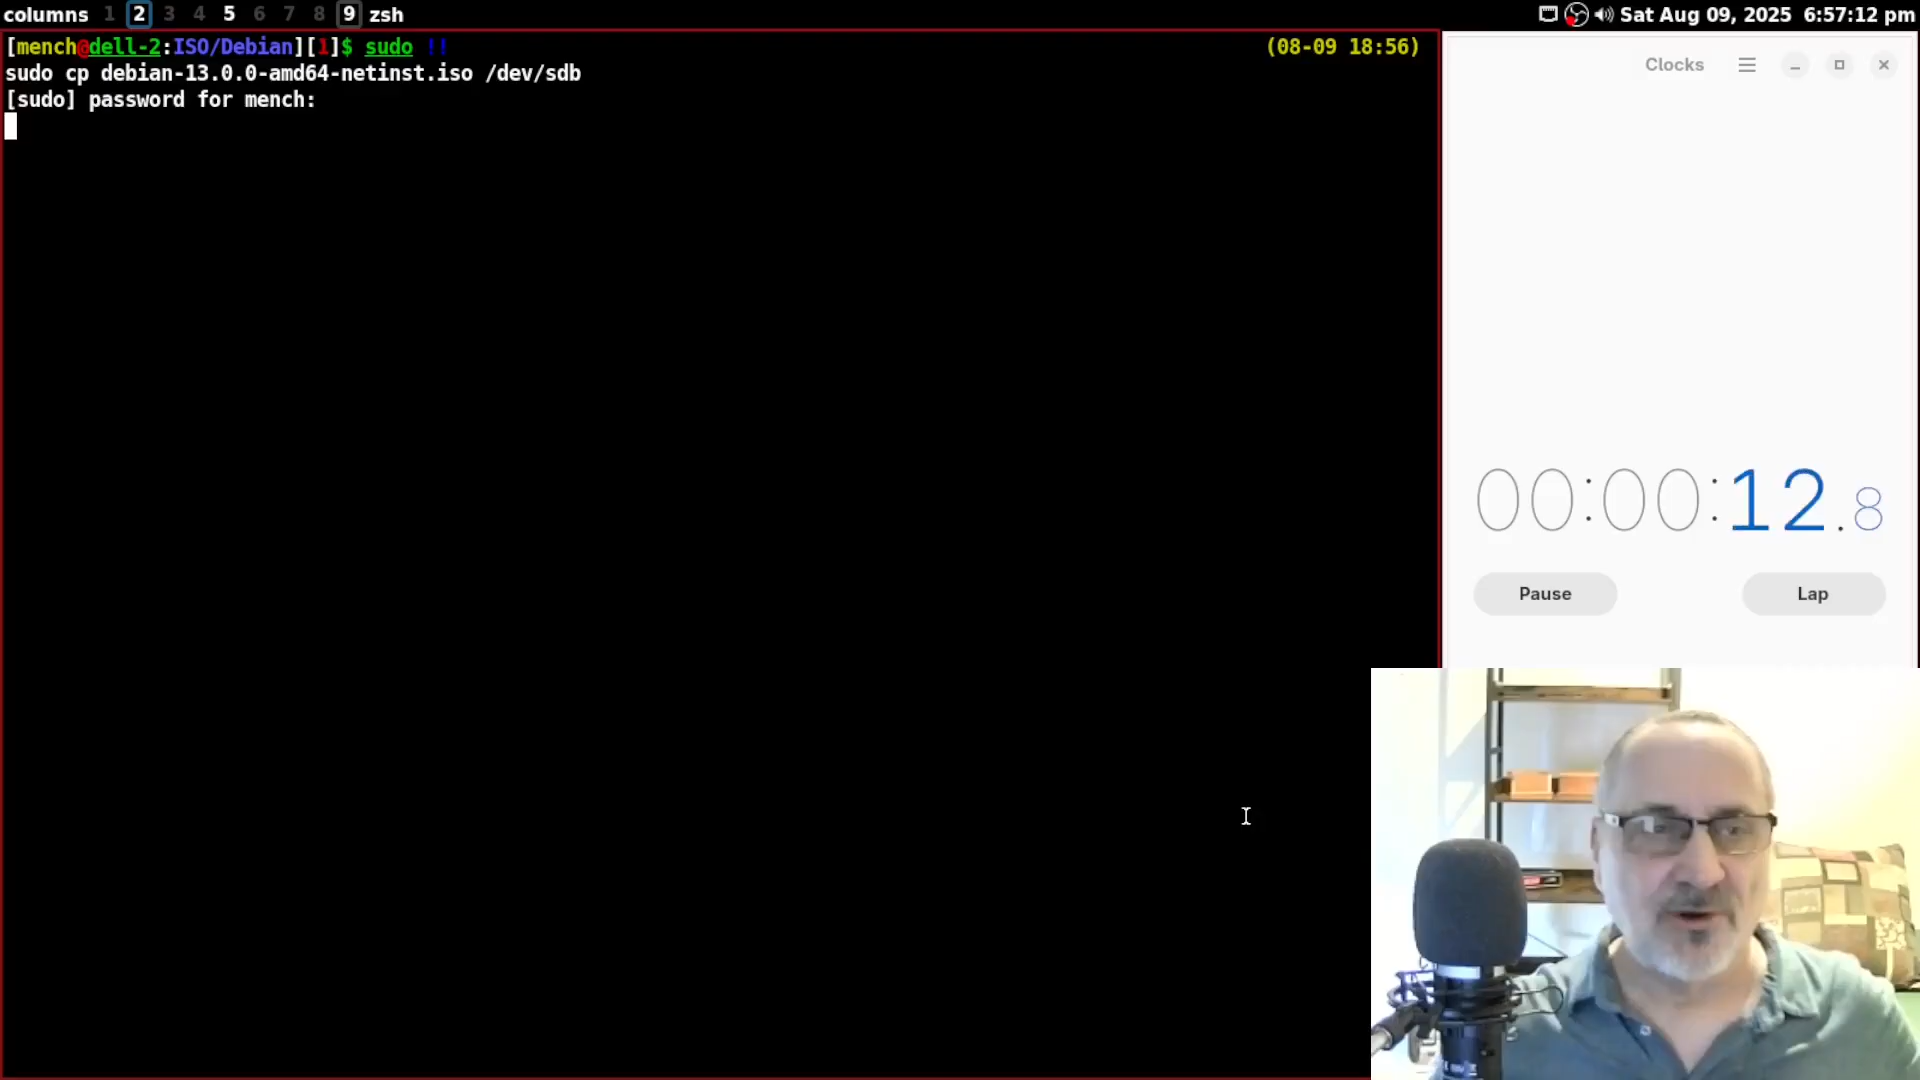 columns 1 2 3 4 5 6 7 8 9 zsh
Sat Aug 09, 2025 6:57:12 pm
[mench@dell-2:ISO/Debian][1]$ sudo !! (08-09 18:56)
sudo cp debian-13.0.0-amd64-netinst.iso /dev/sdb
[sudo] password for mench:
Clocks
00:00:12.8
Pause Lap